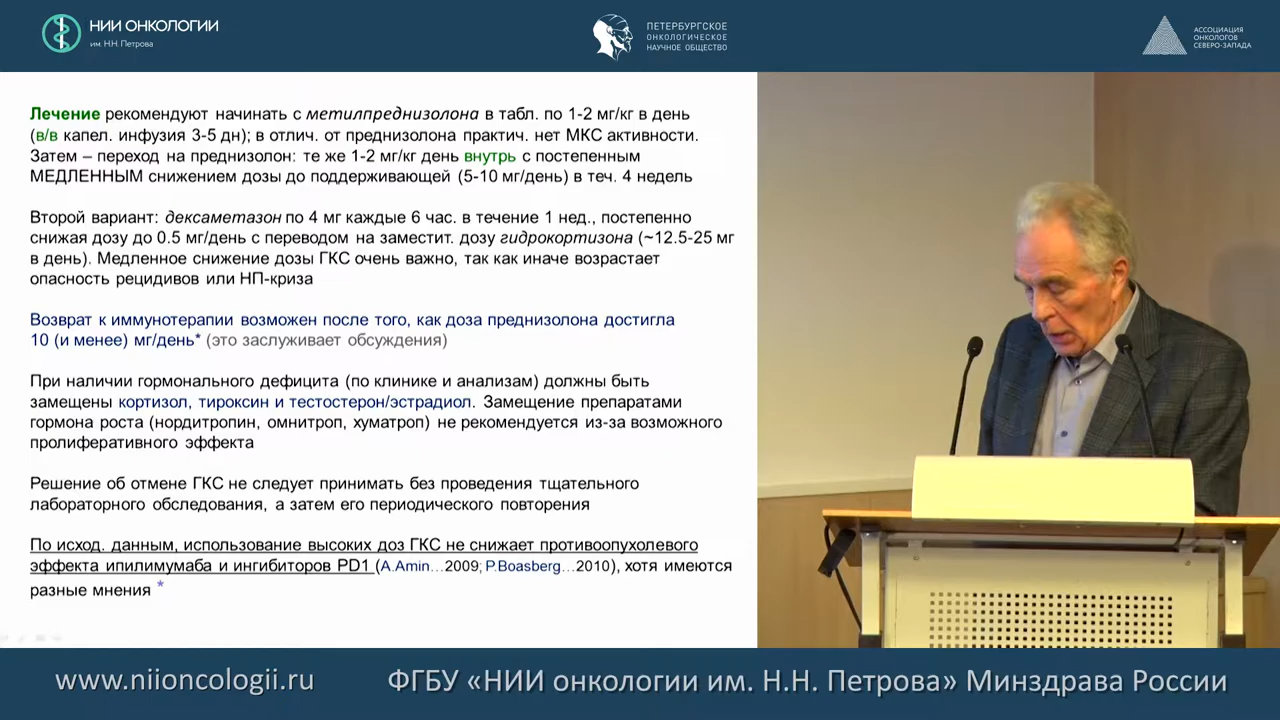 НИИ ОНКОЛОГИИ
им. Н.Н. Петрова
ПЕТЕРБУРГСКОЕ
ОНКОЛОГИЧЕСКОЕ
НАУЧНОЕ ОБЩЕСТВО
АССОЦИАЦИЯ
ОНКОЛОГОВ
СЕВЕРО-ЗАПАДА
Лечение рекомендуют начинать с метилпреднизолона в табл. по 1-2 мг/кг в день
(в/в капел. инфузия 3-5 дн); в отлич. от преднизолона практич. нет МКС активности.
Затем – переход на преднизолон: те же 1-2 мг/кг день внутрь с постепенным
МЕДЛЕННЫМ снижением дозы до поддерживающей (5-10 мг/день) в теч. 4 недель
Второй вариант: дексаметазон по 4 мг каждые 6 час. в течение 1 нед., постепенно
снижая дозу до 0.5 мг/день с переводом на заместит. дозу гидрокортизона (~12.5-25 мг
в день). Медленное снижение дозы ГКС очень важно, так как иначе возрастает
опасность рецидивов или НП-криза
Возврат к иммунотерапии возможен после того, как доза преднизолона достигла
10 (и менее) мг/день* (это заслуживает обсуждения)
При наличии гормонального дефицита (по клинике и анализам) должны быть
замещены кортизол, тироксин и тестостерон/эстрадиол. Замещение препаратами
гормона роста (нордитропин, омнитроп, хуматроп) не рекомендуется из-за возможного
пролиферативного эффекта
Решение об отмене ГКС не следует принимать без проведения тщательного
лабораторного обследования, а затем его периодического повторения
По исход. данным, использование высоких доз ГКС не снижает противоопухолевого
эффекта ипилимумаба и ингибиторов PD1 (A.Amin…2009; P.Boasberg…2010), хотя имеются
разные мнения *
www.niioncologii.ru
ФГБУ «НИИ онкологии им. Н.Н. Петрова» Минздрава России